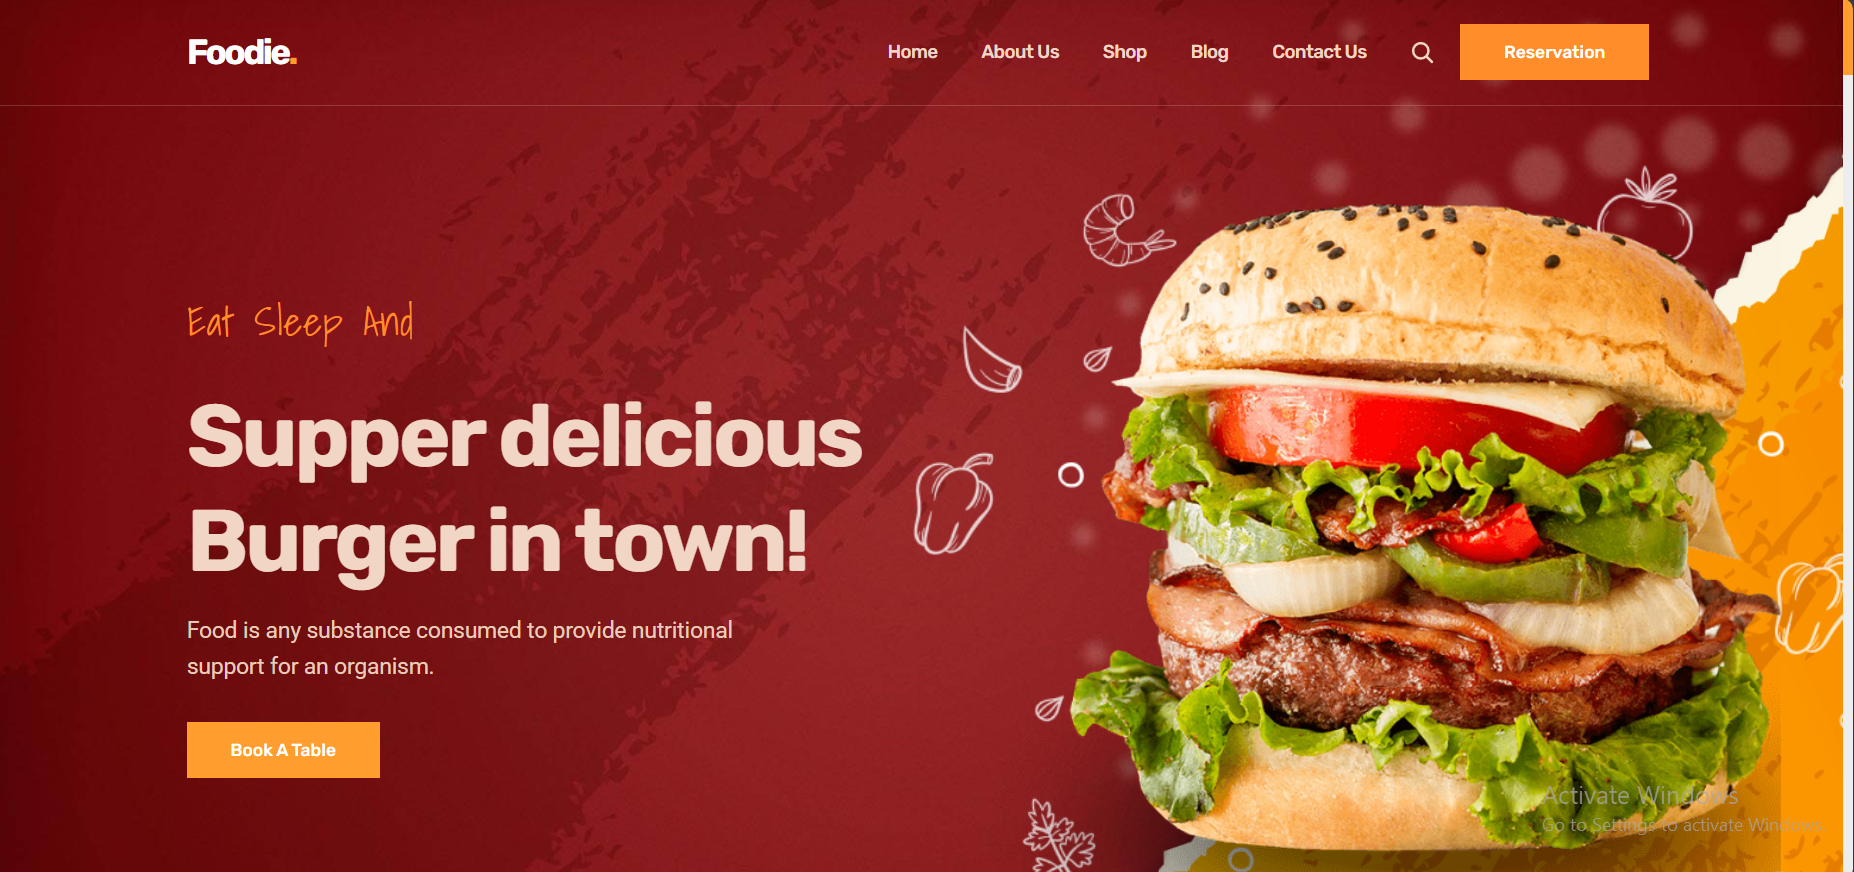 Foodie.
Home About Us Shop Blog Contact Us Reservation
Eat Sleep And
Supper delicious
Burger in town!
Food is any substance consumed to provide nutritional
support for an organism.
Book A Table
Activate Windows
Go to Settings to activate Windows.